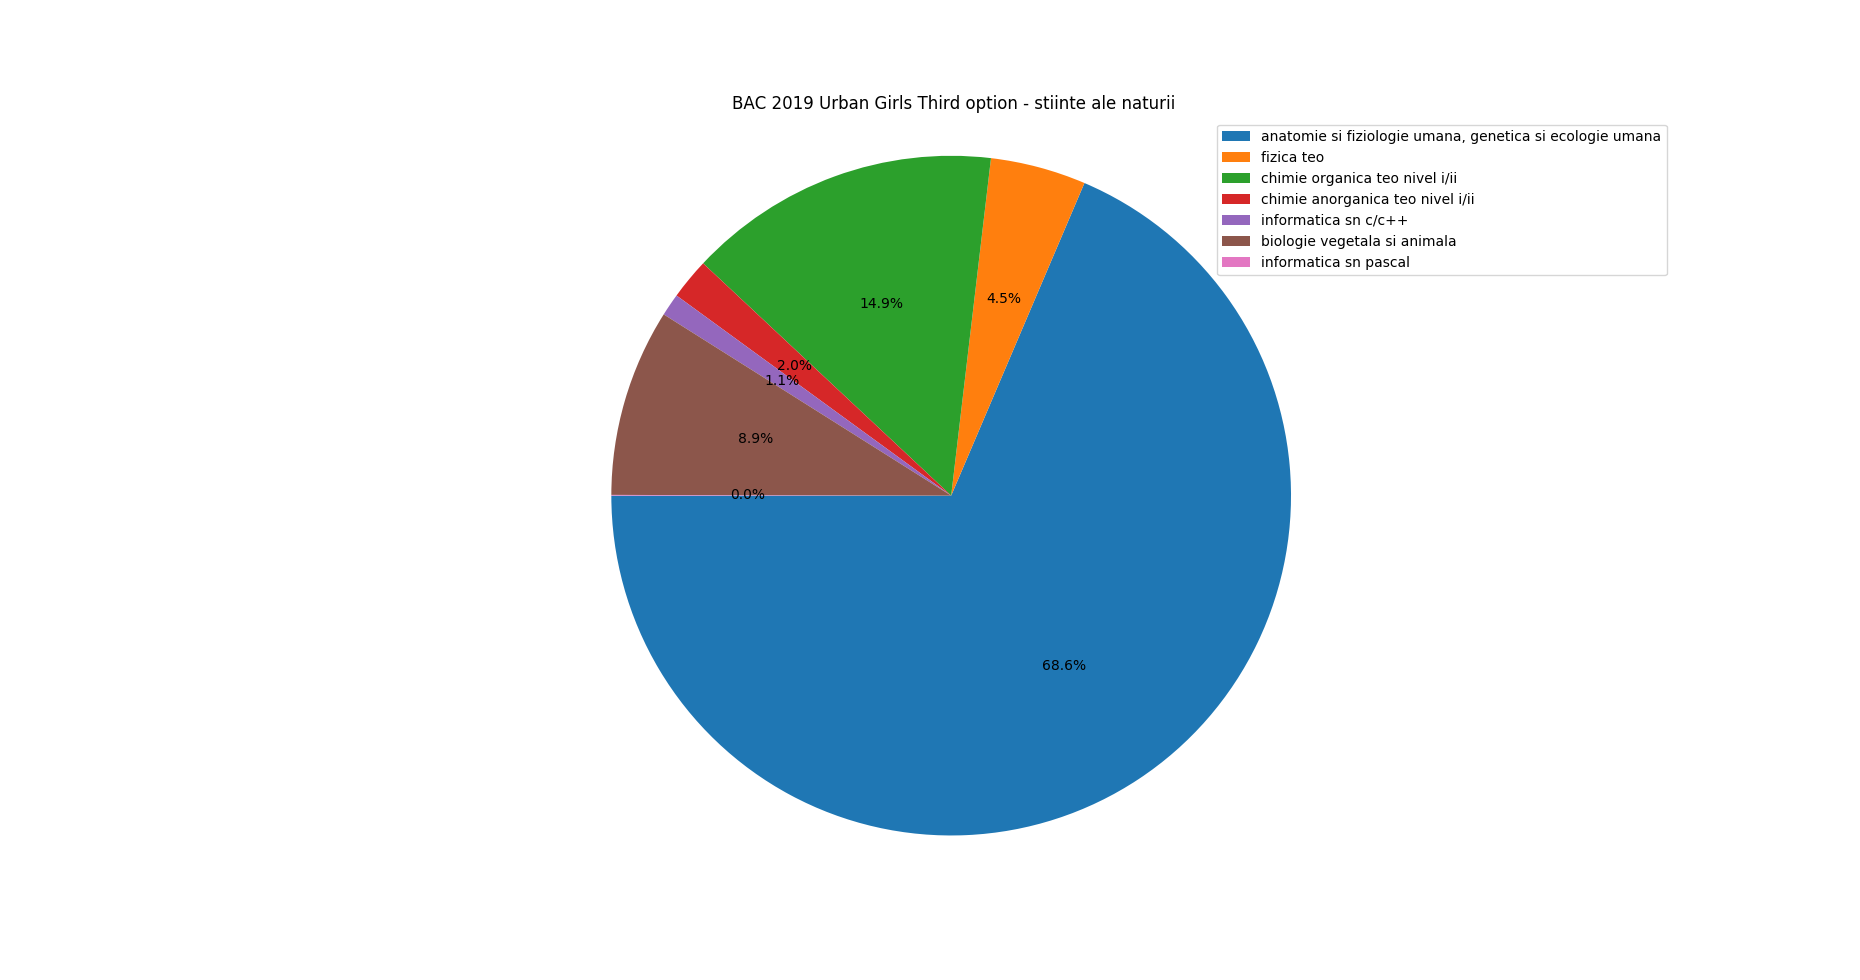 BAC 2019 Urban Girls Third option - stiinte ale naturii
anatomie si fiziologie umana, genetica si ecologie umana
fizica teo
chimie organica teo nivel i/ii
chimie anorganica teo nivel i/ii
informatica sn c/c++
biologie vegetala si animala
informatica sn pascal
4.5%
14.9%
2.0%
1.1%
8.9%
0.0%
68.6%